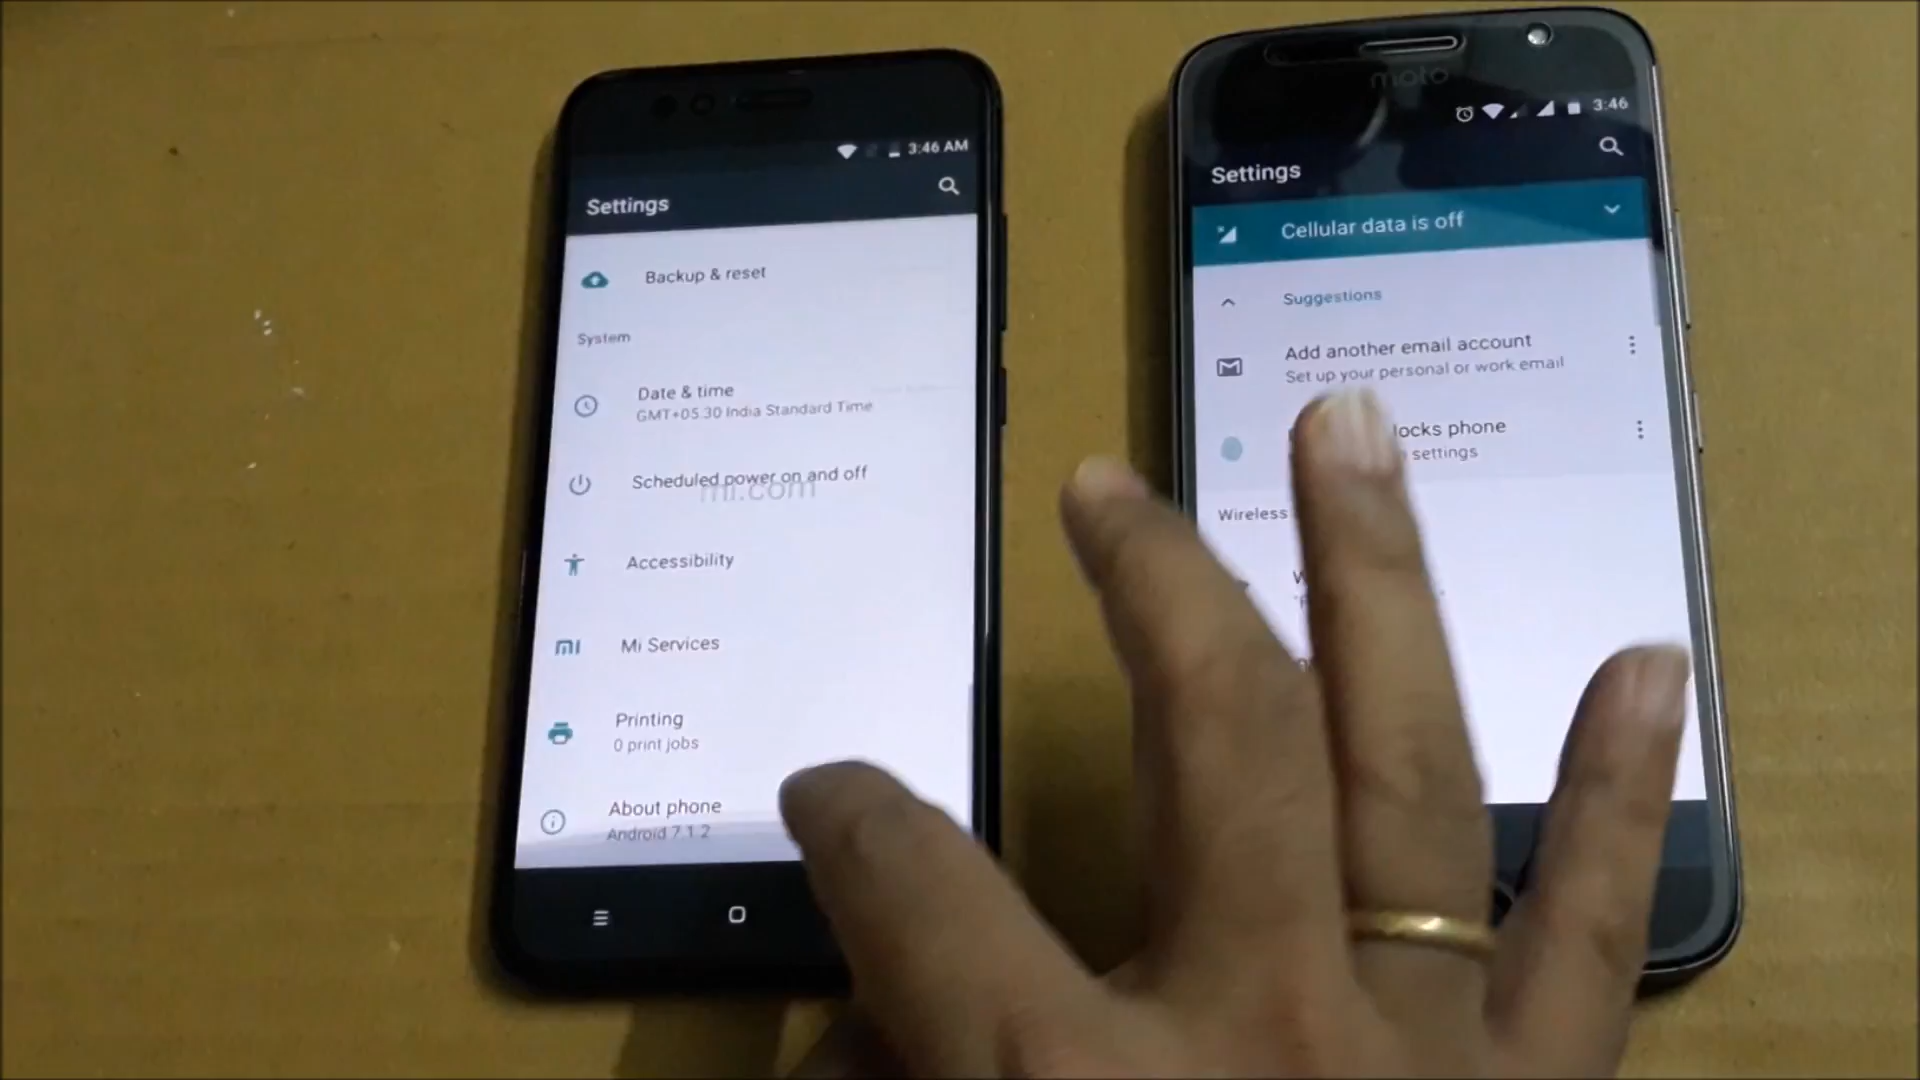 3:46 AM
Settings
Backup & reset
System
Date & time
GMT+05:30 India Standard Time
Scheduled power on and off
mi.com
Accessibility
mi
Mi Services
Printing
0 print jobs
About phone
Android 7.1.2
moto
3:46
Settings
Cellular data is off
Suggestions
Add another email account
Set up your personal or work email
locks phone
settings
Wireless